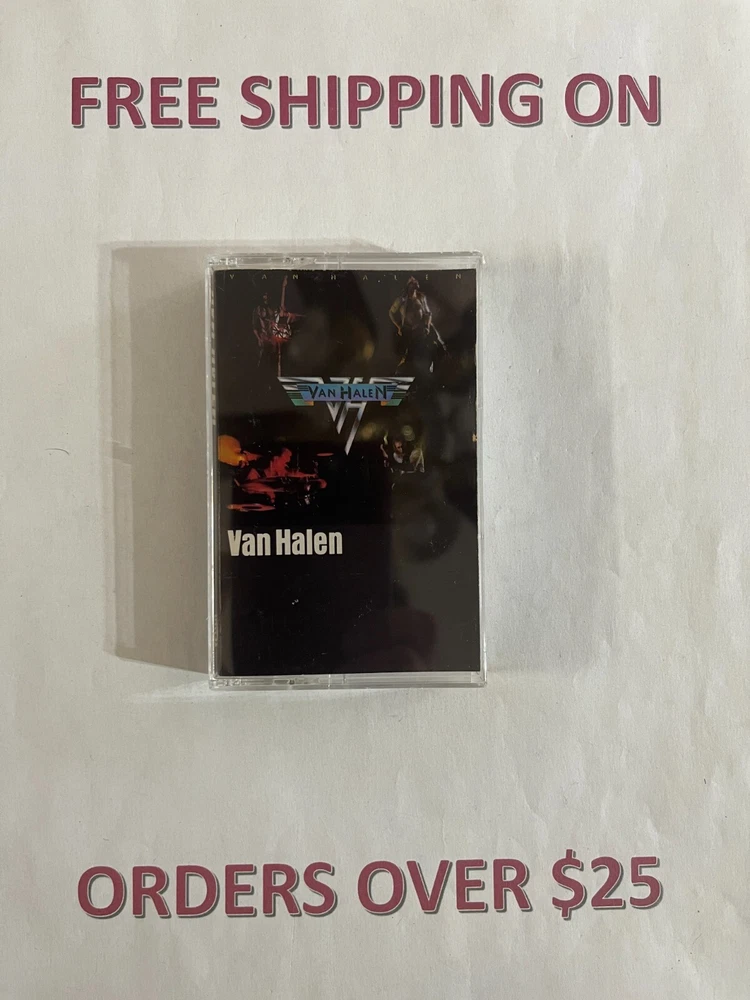 FREE SHIPPING ON
VAN HALEN
VAN HALEN
Van Halen
ORDERS OVER $25